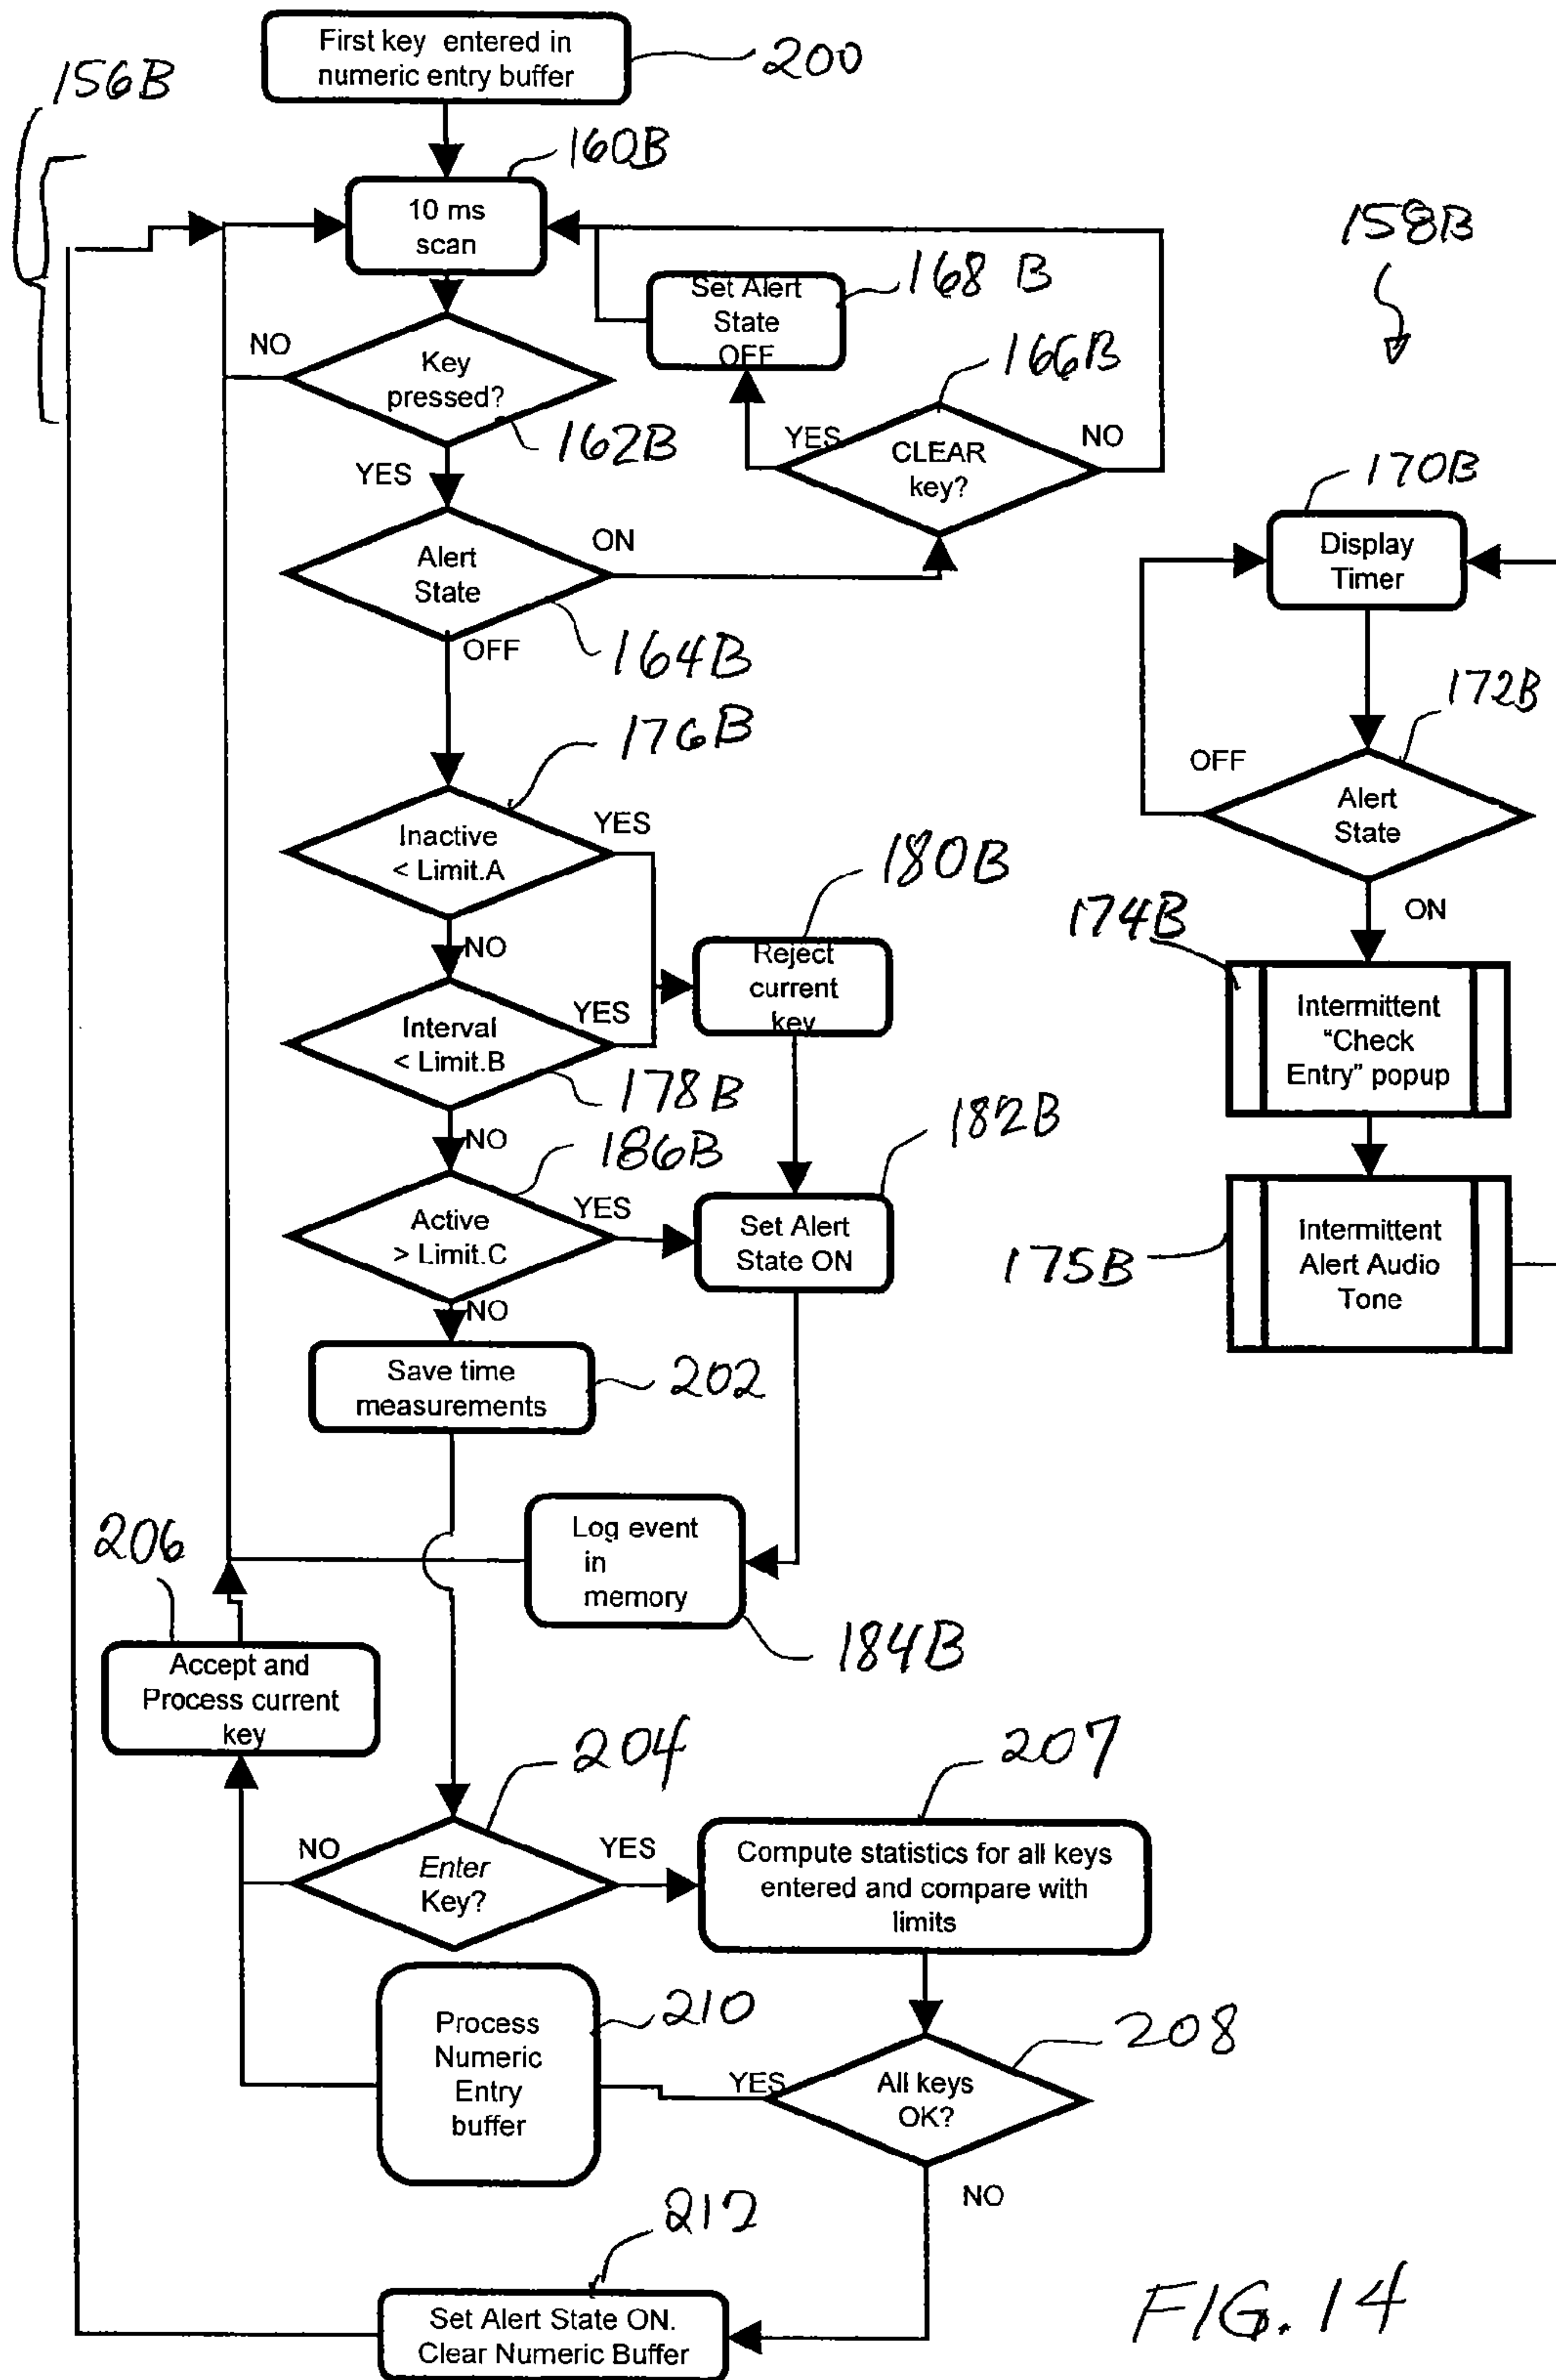 First key entered in
numeric entry buffer
200
156B
160B
10 ms
scan
158B
Set Alert
State
OFF
168 B
NO
Key
pressed?
166B
162B
YES
CLEAR
key?
NO
YES
170B
Display
Timer
Alert
State
ON
OFF
164B
172B
176B
OFF
Alert
State
Inactive
< Limit.A
YES
180B
ON
174B
NO
Reject
current
key
Interval
< Limit.B
YES
Intermittent
“Check
Entry” popup
178B
182B
NO
186B
Active
> Limit.C
YES
Set Alert
State ON
Intermittent
Alert Audio
Tone
175B
NO
Save time
measurements
202
206
Log event
in
memory
184B
Accept and
Process current
key
204
207
NO
Enter
Key?
YES
Compute statistics for all keys
entered and compare with
limits
Process
Numeric
Entry
buffer
210
208
YES
All keys
OK?
NO
212
Set Alert State ON.
Clear Numeric Buffer
FIG. 14